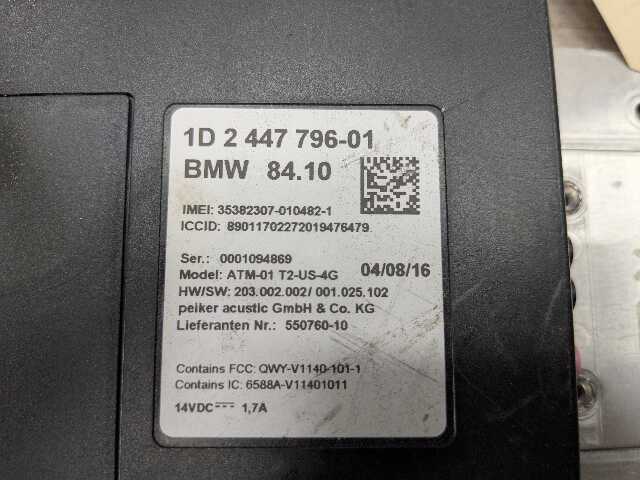 1D 2 447 796-01
BMW 84.10
IMEI: 35382307-010482-1
ICCID: 89011702272019476479
Ser.: 0001094869
Model: ATM-01 T2-US-4G 04/08/16
HW/SW: 203.002.002/ 001.025.102
peiker acustic GmbH & Co. KG
Lieferanten Nr.: 550760-10
Contains FCC: QWY-V1140-101-1
Contains IC: 6588A-V11401011
14VDC⎓ 1,7A